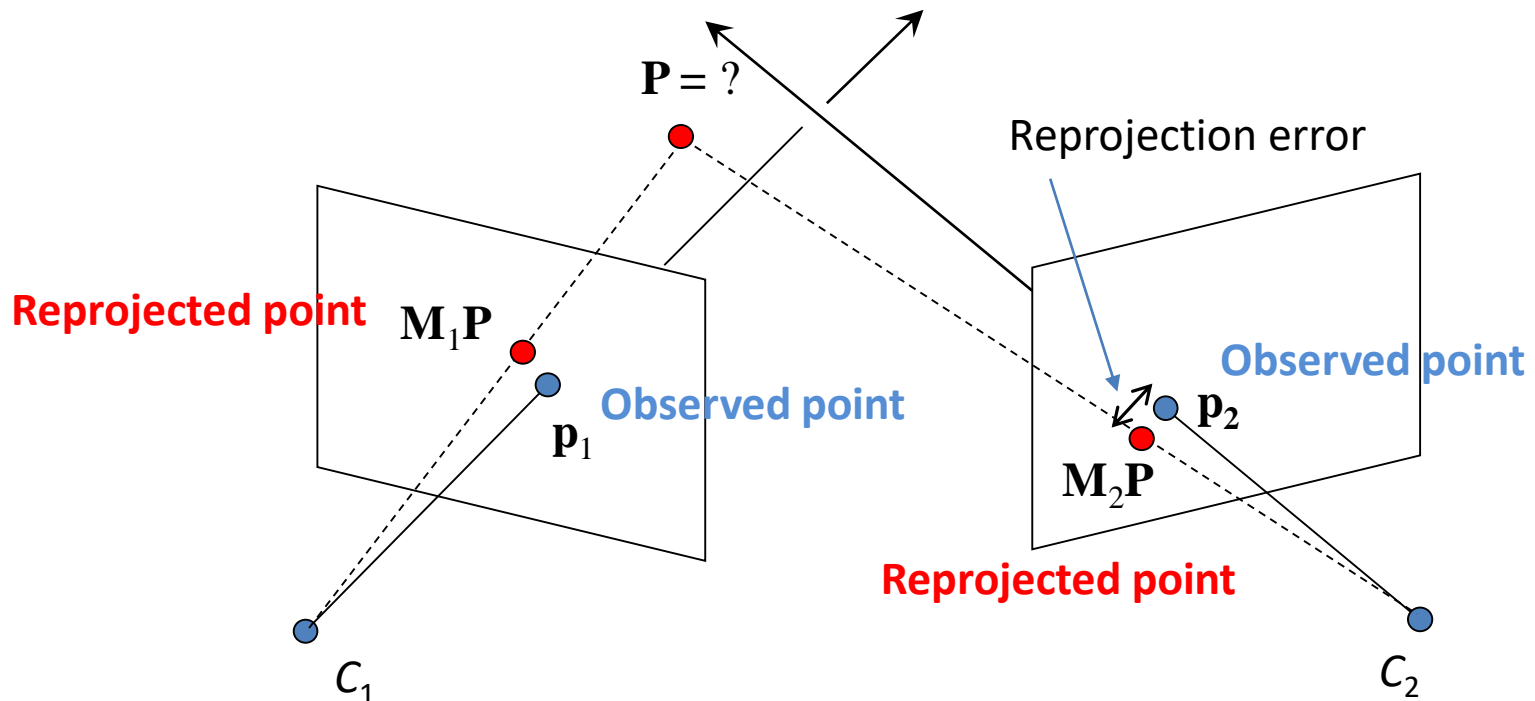 P = ?
Reprojection error
Reprojected point
M₁P
Observed point
p₁
Observed point
p₂
M₂P
Reprojected point
C₁
C₂